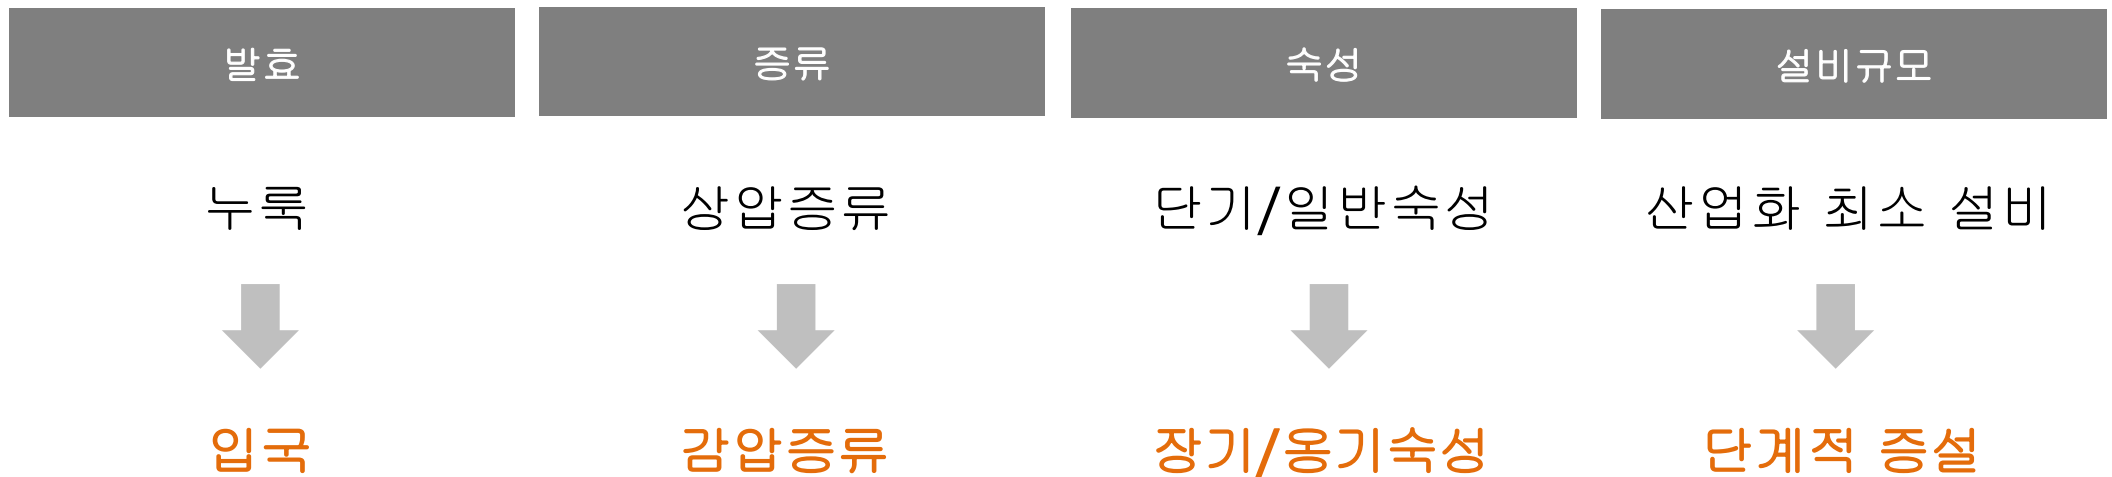 발효 증류 숙성 설비규모
누룩 상압증류 단기/일반숙성 산업화 최소 설비
입국 감압증류 장기/옹기숙성 단계적 증설